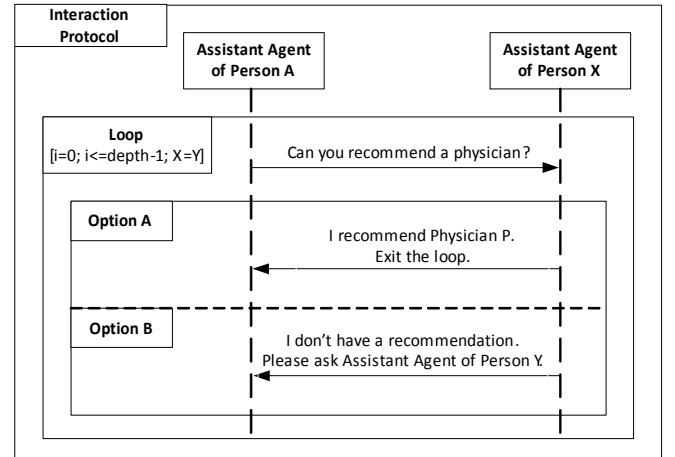 Interaction
Protocol
Assistant Agent
of Person A
Assistant Agent
of Person X
Loop
[i=0; i<=depth-1; X=Y]
Can you recommend a physician?
Option A
I recommend Physician P.
Exit the loop.
Option B
I don't have a recommendation.
Please ask Assistant Agent of Person Y.